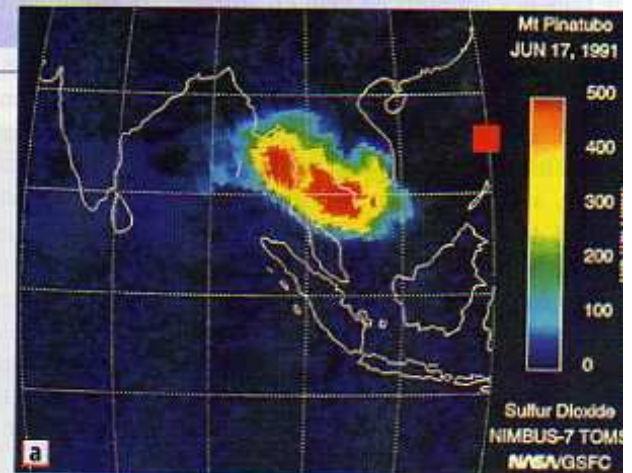 Mt Pinatubo
JUN 17, 1991
500
400
300
200
100
0
Sulfur Dioxide
NIMBUS-7 TOMS
NASA/GSFC
a